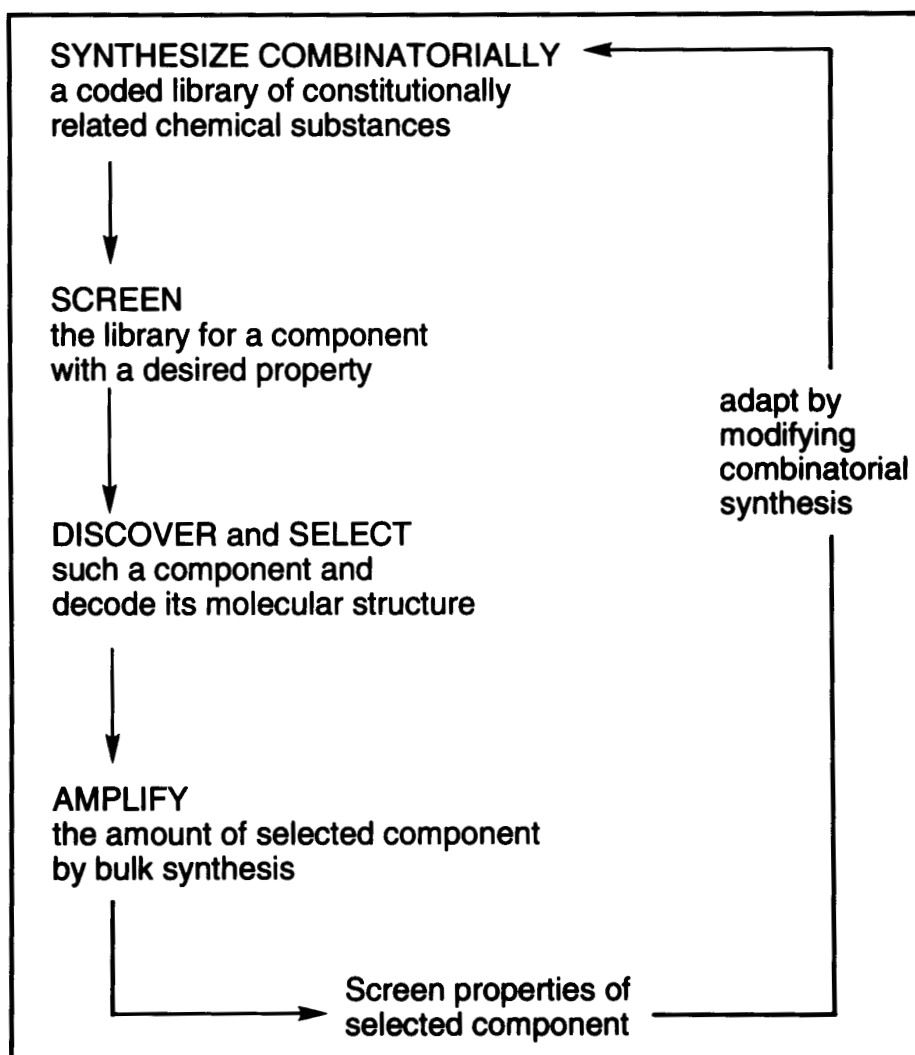 SYNTHESIZE COMBINATORIALLY
a coded library of constitutionally
related chemical substances
SCREEN
the library for a component
with a desired property
adapt by
modifying
combinatorial
synthesis
DISCOVER and SELECT
such a component and
decode its molecular structure
AMPLIFY
the amount of selected component
by bulk synthesis
Screen properties of
selected component